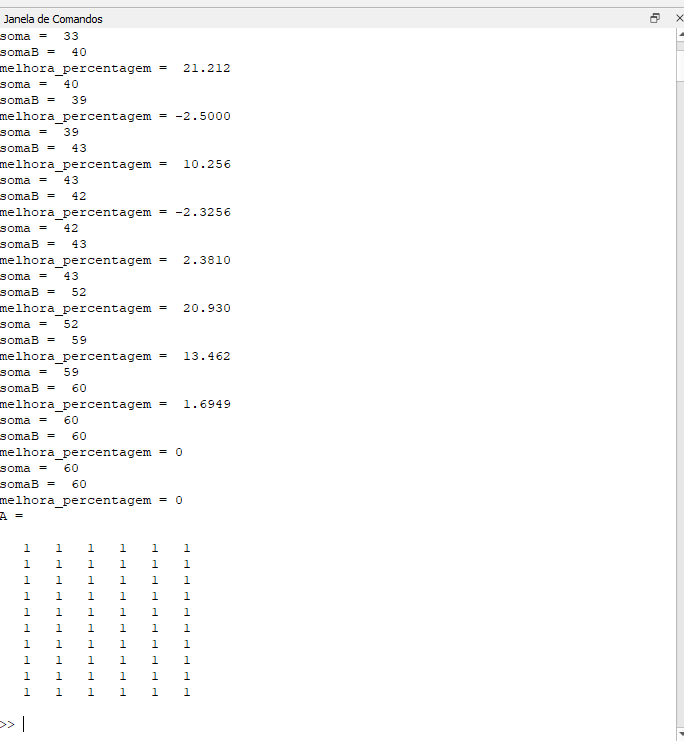 Janela de Comandos
soma =  33
somaB =  40
melhora_percentagem =  21.212
soma =  40
somaB =  39
melhora_percentagem = -2.5000
soma =  39
somaB =  43
melhora_percentagem =  10.256
soma =  43
somaB =  42
melhora_percentagem = -2.3256
soma =  42
somaB =  43
melhora_percentagem =  2.3810
soma =  43
somaB =  52
melhora_percentagem =  20.930
soma =  52
somaB =  59
melhora_percentagem =  13.462
soma =  59
somaB =  60
melhora_percentagem =  1.6949
soma =  60
somaB =  60
melhora_percentagem = 0
soma =  60
somaB =  60
melhora_percentagem = 0
A =
1   1   1   1   1   1
1   1   1   1   1   1
1   1   1   1   1   1
1   1   1   1   1   1
1   1   1   1   1   1
1   1   1   1   1   1
1   1   1   1   1   1
1   1   1   1   1   1
1   1   1   1   1   1
1   1   1   1   1   1
>>